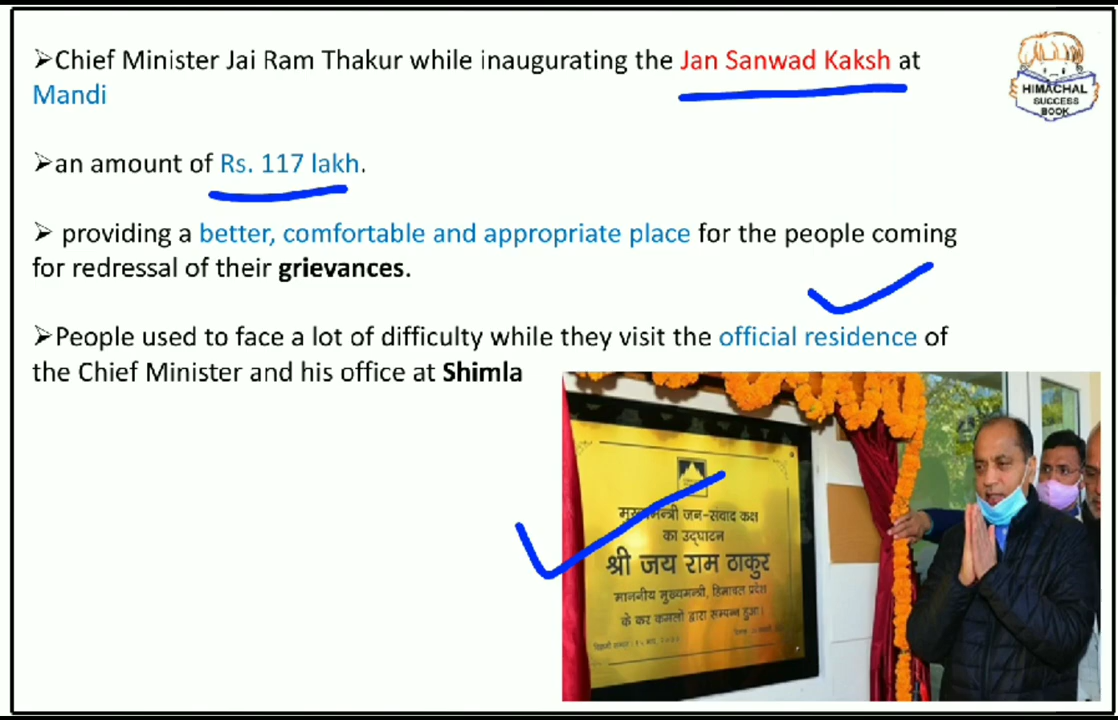 ➢Chief Minister Jai Ram Thakur while inaugurating the Jan Sanwad Kaksh at
Mandi
➢an amount of Rs. 117 lakh.
➢ providing a better, comfortable and appropriate place for the people coming
for redressal of their grievances.
➢People used to face a lot of difficulty while they visit the official residence of
the Chief Minister and his office at Shimla
HIMACHAL
SUCCESS
BOOK
मुख्यमन्त्री जन-संवाद कक्ष
का उद्घाटन
श्री जय राम ठाकुर
माननीय मुख्यमन्त्री, हिमाचल प्रदेश
के कर कमलों द्वारा सम्पन्न हुआ।